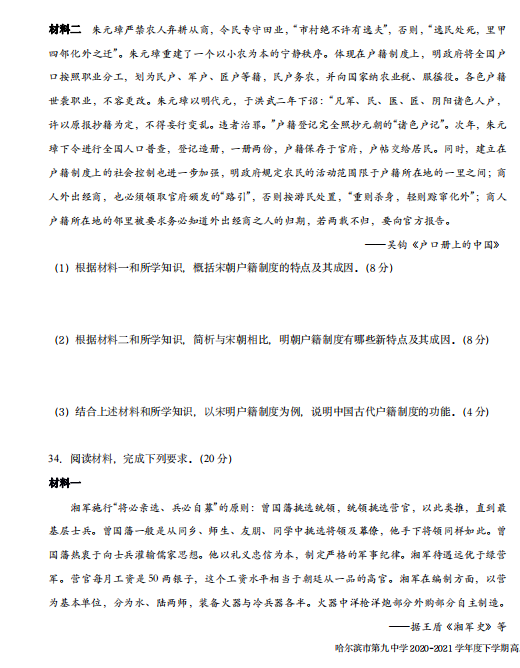 材料二 朱元璋严禁农人弃耕从商，令民专守田业，“市村绝不许有逸夫”，否则，“逸民处死，里甲
四邻化外之迁”。朱元璋重建了一个以小农为本的宁静秩序。体现在户籍制度上，明政府将全国户
口按照职业分工，划为民户、军户、匠户等籍，民户务农，并向国家纳农业税、服徭役。各色户籍
世袭职业，不容更改。朱元璋以明代元，于洪武二年下诏：“凡军、民、医、匠、阴阳诸色人户，
许以原报抄籍为定，不得妄行变乱。违者治罪。”户籍登记完全照抄元朝的“诸色户记”。次年，朱元
璋下令进行全国人口普查，登记造册，一册两份，户籍保存于官府，户帖交给居民。同时，建立在
户籍制度上的社会控制也进一步加强，明政府规定农民的活动范围限于户籍所在地的一里之间；商
人外出经商，也必须领取官府颁发的“路引”，否则按游民处置，“重则杀身，轻则黥窜化外”；商人
户籍所在地的邻里被要求务必知道外出经商之人的归期，若两载不归，要向官方报告。
——吴钩《户口册上的中国》
(1) 根据材料一和所学知识，概括宋朝户籍制度的特点及其成因。(8 分)
(2) 根据材料二和所学知识，简析与宋朝相比，明朝户籍制度有哪些新特点及其成因。(8 分)
(3) 结合上述材料和所学知识，以宋明户籍制度为例，说明中国古代户籍制度的功能。(4 分)
34. 阅读材料，完成下列要求。(20 分)
材料一
湘军施行“将必亲选、兵必自募”的原则：曾国藩挑选统领，统领挑选营官，以此类推，直到最
基层士兵。曾国藩一般是从同乡、师生、友朋、同学中挑选将领及幕僚，他手下将领同样如此。曾
国藩热衷于向士兵灌输儒家思想。他以礼义忠信为本，制定严格的军事纪律。湘军待遇远优于绿营
军。营官每月工资是 50 两银子，这个工资水平相当于朝廷从一品的高官。湘军在编制方面，以营
为基本单位，分为水、陆两师，装备火器与冷兵器各半。火器中洋枪洋炮部分外购部分自主制造。
——据王盾《湘军史》等
哈尔滨市第九中学 2020-2021 学年度下学期高